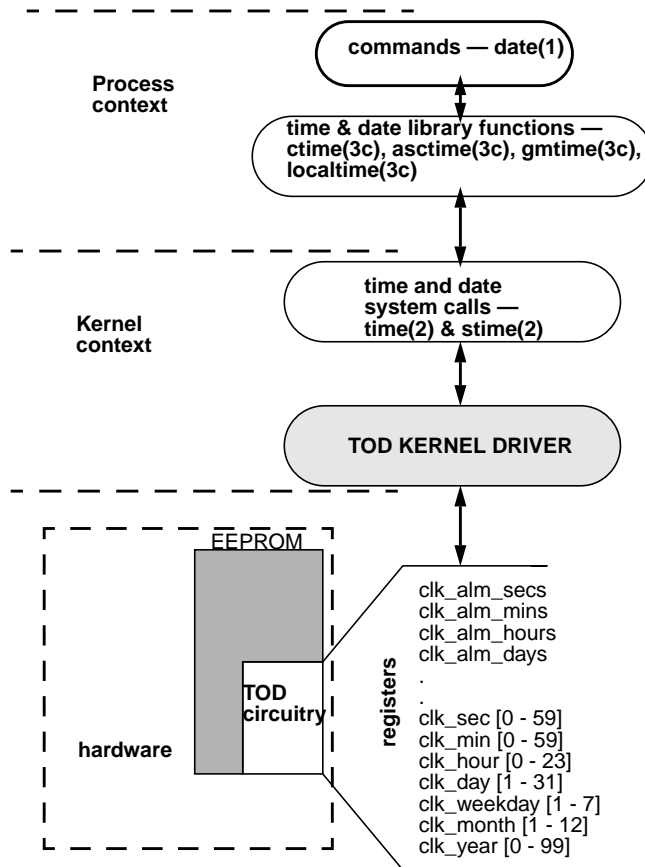 commands — date(1)
Process
context
time & date library functions —
ctime(3c), asctime(3c), gmtime(3c),
localtime(3c)
time and date
system calls —
time(2) & stime(2)
Kernel
context
TOD KERNEL DRIVER
EEPROM
TOD
circuitry
hardware
registers
clk_alm_secs
clk_alm_mins
clk_alm_hours
clk_alm_days
.
.
clk_sec [0 - 59]
clk_min [0 - 59]
clk_hour [0 - 23]
clk_day [1 - 31]
clk_weekday [1 - 7]
clk_month [1 - 12]
clk_year [0 - 99]